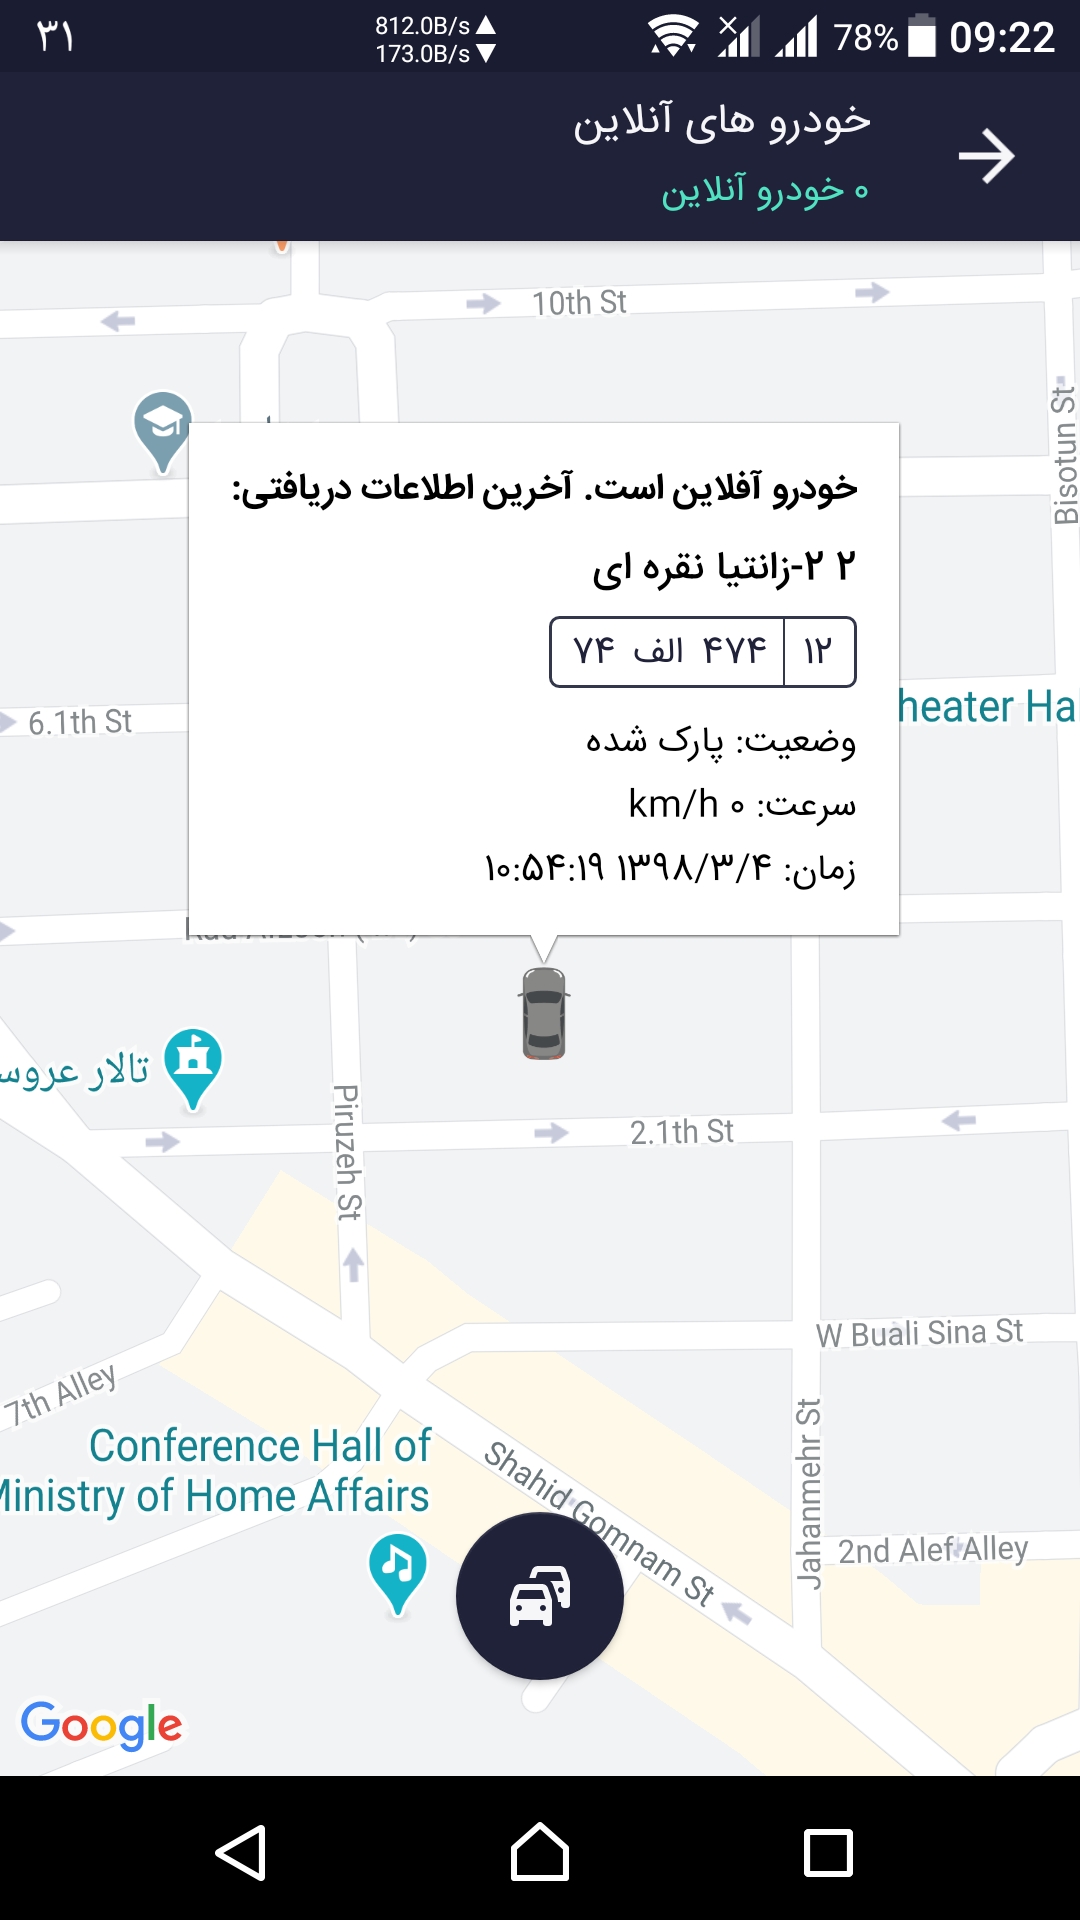 ۳۱
812.0B/s
173.0B/s
78%
09:22
خودرو های آنلاین
۰ خودرو آنلاین
10th St
Bisotun St
خودرو آفلاین است. آخرین اطلاعات دریافتی:
۲ ۲-زانتیا نقره ای
۱۲ ۴۷۴ الف ۷۴
6.1th St
heater Ha
وضعیت: پارک شده
سرعت: ۰ km/h
زمان: ۱۳۹۸/۳/۴ ۱۰:۵۴:۱۹
تالار عروس
Piruzeh St
2.1th St
W Buali Sina St
7th Alley
Conference Hall of
Ministry of Home Affairs
Shahid Gomnam St
Jahanmehr St
2nd Alef Alley
Google